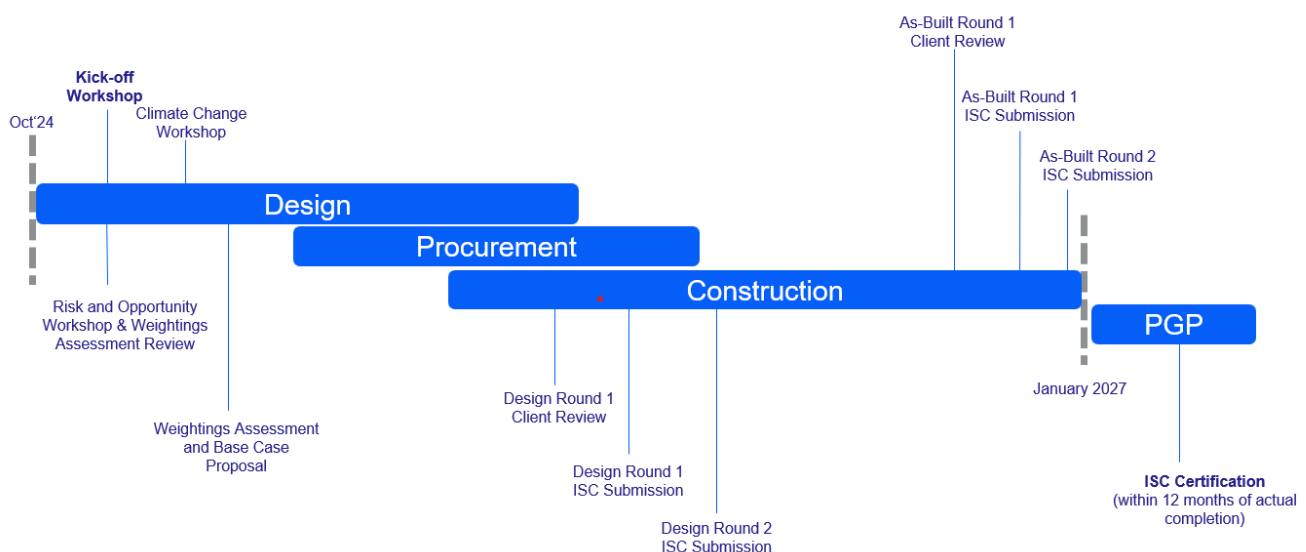 As-Built Round 1
Client Review
Kick-off
Workshop
As-Built Round 1
ISC Submission
Oct‘24
Climate Change
Workshop
As-Built Round 2
ISC Submission
Design
Procurement
Construction
Risk and Opportunity
Workshop & Weightings
Assessment Review
PGP
January 2027
Design Round 1
Client Review
Weightings Assessment
and Base Case
Proposal
Design Round 1
ISC Submission
ISC Certification
(within 12 months of actual
completion)
Design Round 2
ISC Submission